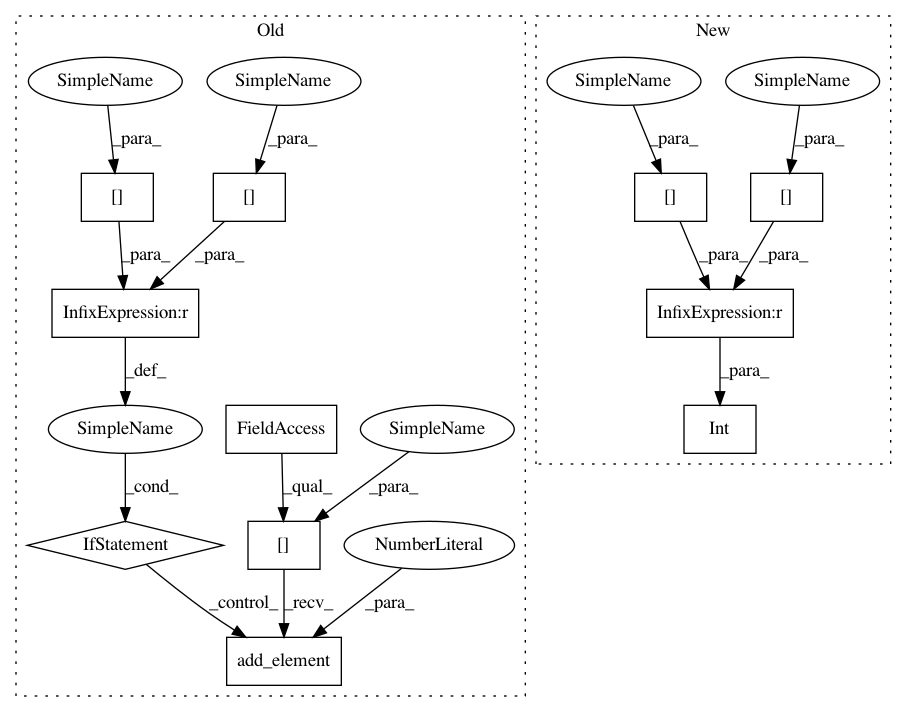 Old
New
SimpleName
SimpleName
SimpleName
SimpleName
_para_
_para_
_para_
_para_
[]
[]
[]
[]
_para_
_para_
_para_
_para_
InfixExpression:r
InfixExpression:r
_def_
_para_
SimpleName
FieldAccess
SimpleName
Int
_cond_
_qual_
_para_
IfStatement
[]
NumberLiteral
_control_
_recv_
_para_
add_element